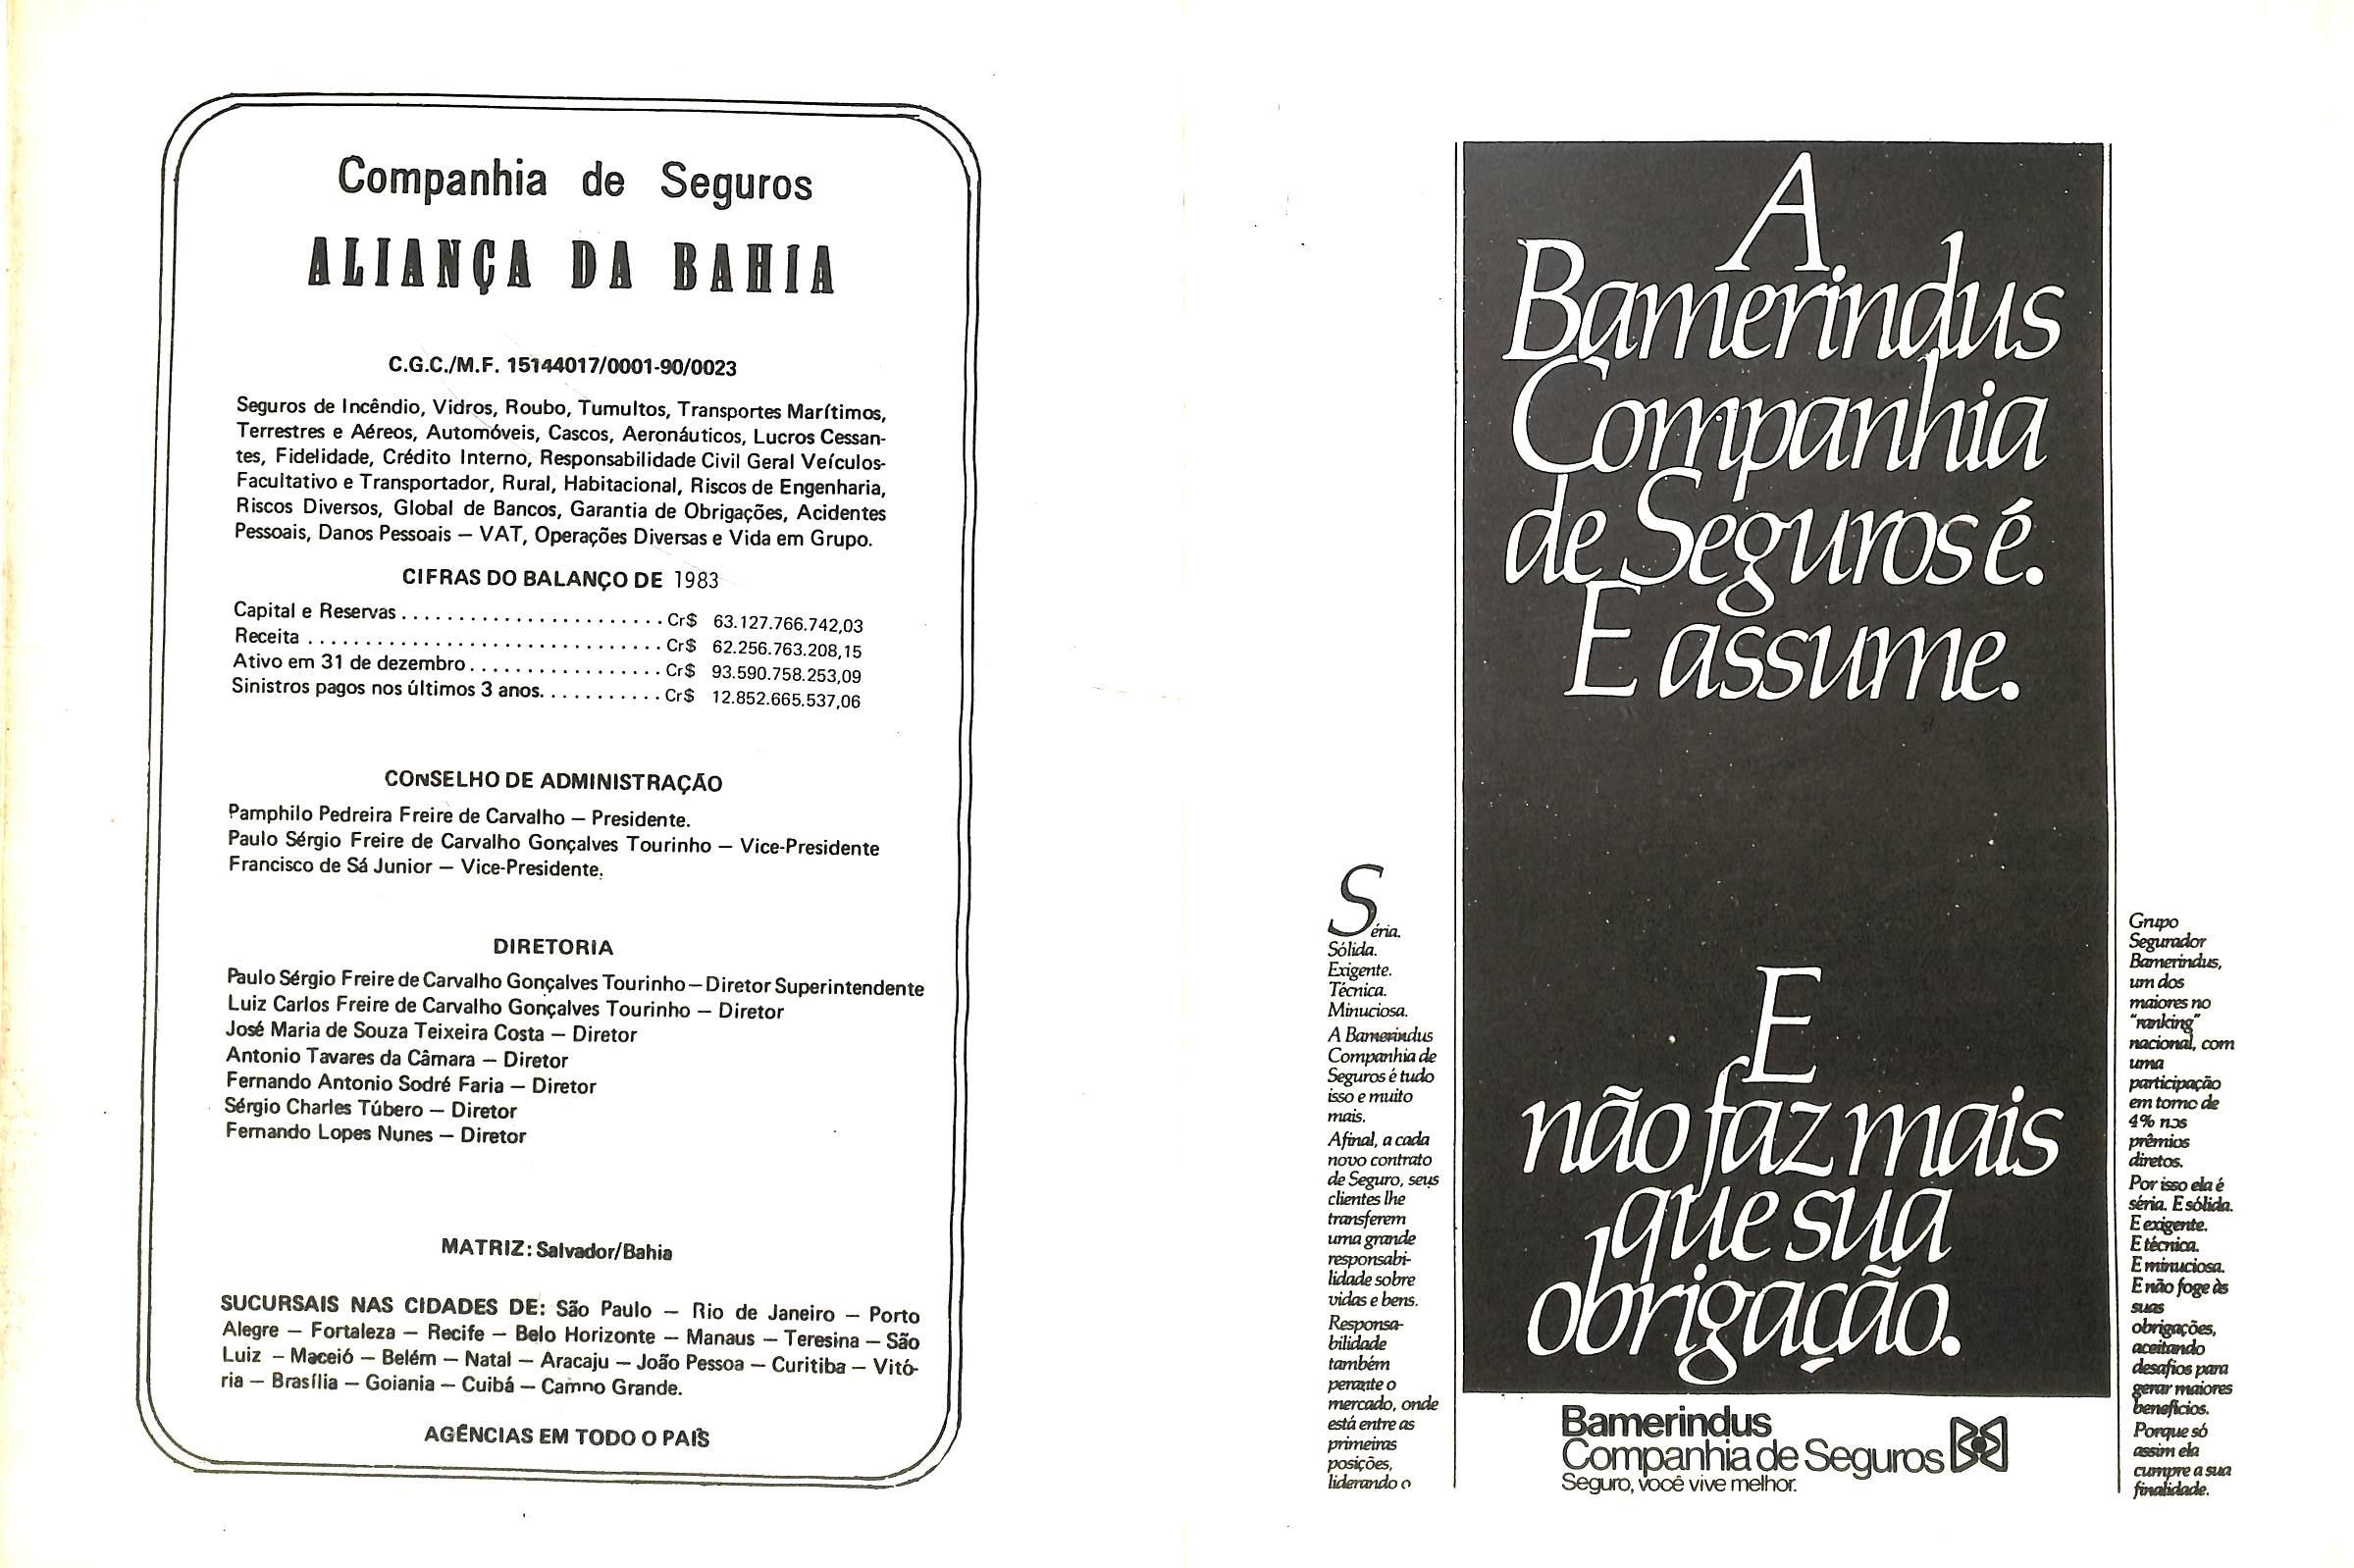 Companhia de Seguros
ALIANÇA DA BAHIA
C.G.C./M.F. 15144017/0001-90/0023
Seguros de Incêndio, Vidros, Roubo, Tumultos, Transportes Marítimos,
Terrestres e Aéreos, Automóveis, Cascos, Aeronáuticos, Lucros Cessan-
tes, Fidelidade, Crédito Interno, Responsabilidade Civil Geral Veículos-
Facultativo e Transportador, Rural, Habitacional, Riscos de Engenharia,
Riscos Diversos, Global de Bancos, Garantia de Obrigações, Acidentes
Pessoais, Danos Pessoais — VAT, Operações Diversas e Vida em Grupo.
CIFRAS DO BALANÇO DE 1983
Capital e Reservas ....................... Cr$ 63.127.766.742,03
Receita ............................... Cr$ 62.256.763.208,15
Ativo em 31 de dezembro ................. Cr$ 93.590.758.253,09
Sinistros pagos nos últimos 3 anos. .......... Cr$ 12.852.665.537,06
CONSELHO DE ADMINISTRAÇÃO
Pamphilo Pedreira Freire de Carvalho — Presidente.
Paulo Sérgio Freire de Carvalho Gonçalves Tourinho — Vice-Presidente
Francisco de Sá Junior — Vice-Presidente.
DIRETORIA
Paulo Sérgio Freire de Carvalho Gonçalves Tourinho — Diretor Superintendente
Luiz Carlos Freire de Carvalho Gonçalves Tourinho — Diretor
José Maria de Souza Teixeira Costa — Diretor
Antonio Tavares da Câmara — Diretor
Fernando Antonio Sodré Faria — Diretor
Sérgio Charles Túbero — Diretor
Fernando Lopes Nunes — Diretor
MATRIZ: Salvador/Bahia
SUCURSAIS NAS CIDADES DE: São Paulo — Rio de Janeiro — Porto
Alegre — Fortaleza — Recife — Belo Horizonte — Manaus — Teresina — São
Luiz — Maceió — Belém — Natal — Aracaju — João Pessoa — Curitiba — Vitó-
ria — Brasília — Goiania — Cuibá — Campo Grande.
AGÊNCIAS EM TODO O PAÍS
A
Bamerindus
Companhia
de Seguros é.
E assume.
E
não faz mais
que sua
obrigação.
Séria.
Sólida.
Exigente.
Técnica.
Minuciosa.
A Bamerindus
Companhia de
Seguros é tudo
isso e muito
mais.
Afinal, a cada
novo contrato
de Seguro, seus
clientes lhe
transferem
uma grande
responsabi-
lidade sobre
vidas e bens.
Responsa-
bilidade
também
perante o
mercado, onde
está entre as
primeiras
posições,
liderando o
Grupo
Segurador
Bamerindus,
um dos
maiores no
"ranking"
nacional, com
uma
participação
em torno de
4% nos
prêmios
diretos.
Por isso ela é
séria. E sólida.
E exigente.
E técnica.
E minuciosa.
E não foge às
suas
obrigações,
aceitando
desafios para
gerar maiores
benefícios.
Porque só
assim ela
cumpre a sua
finalidade.
Bamerindus
Companhia de Seguros
Seguro, você vive melhor.